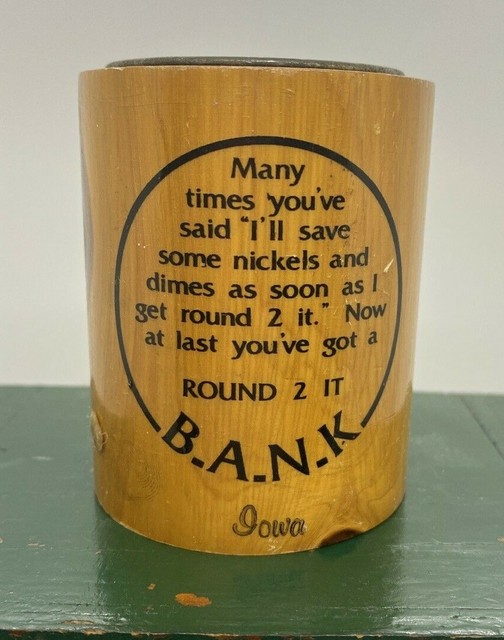 Many
times you've
said "I'll save
some nickels and
dimes as soon as I
get round 2 it." Now
at last you've got a
ROUND 2 IT
B.A.N.K
Iowa